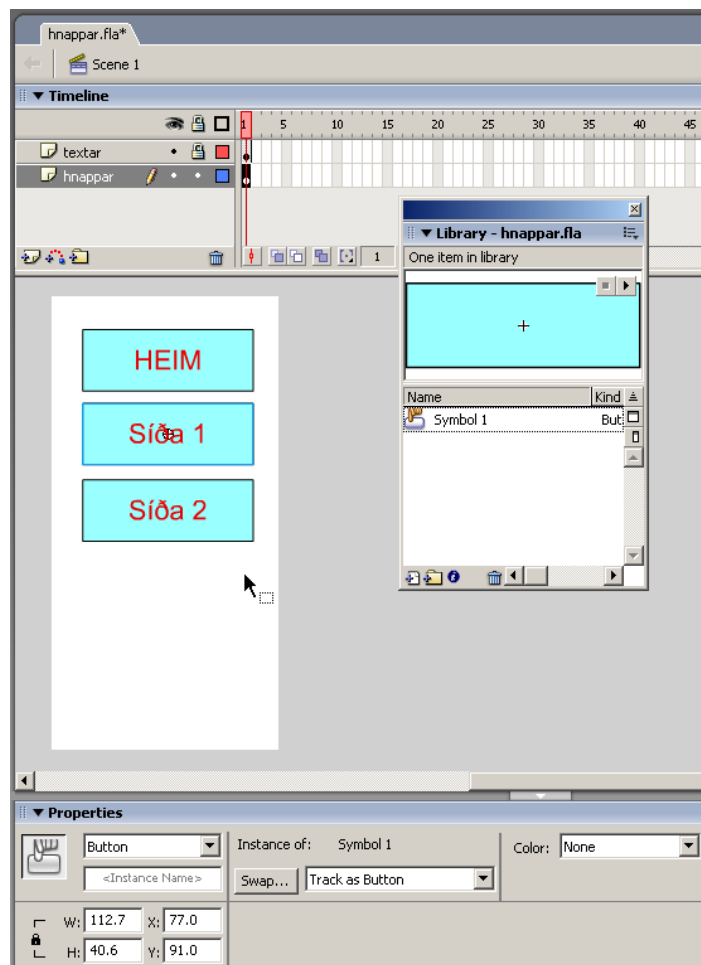 hnappar.fla*
Scene 1
Timeline
1 5 10 15 20 25 30 35 40 45
textar
hnappar
1
Library - hnappar.fla
One item in library
Name Kind
Symbol 1 But
HEIM
Síða 1
Síða 2
Properties
Button Instance of: Symbol 1 Color: None
<Instance Name> Swap... Track as Button
W: 112.7 X: 77.0
H: 40.6 Y: 91.0